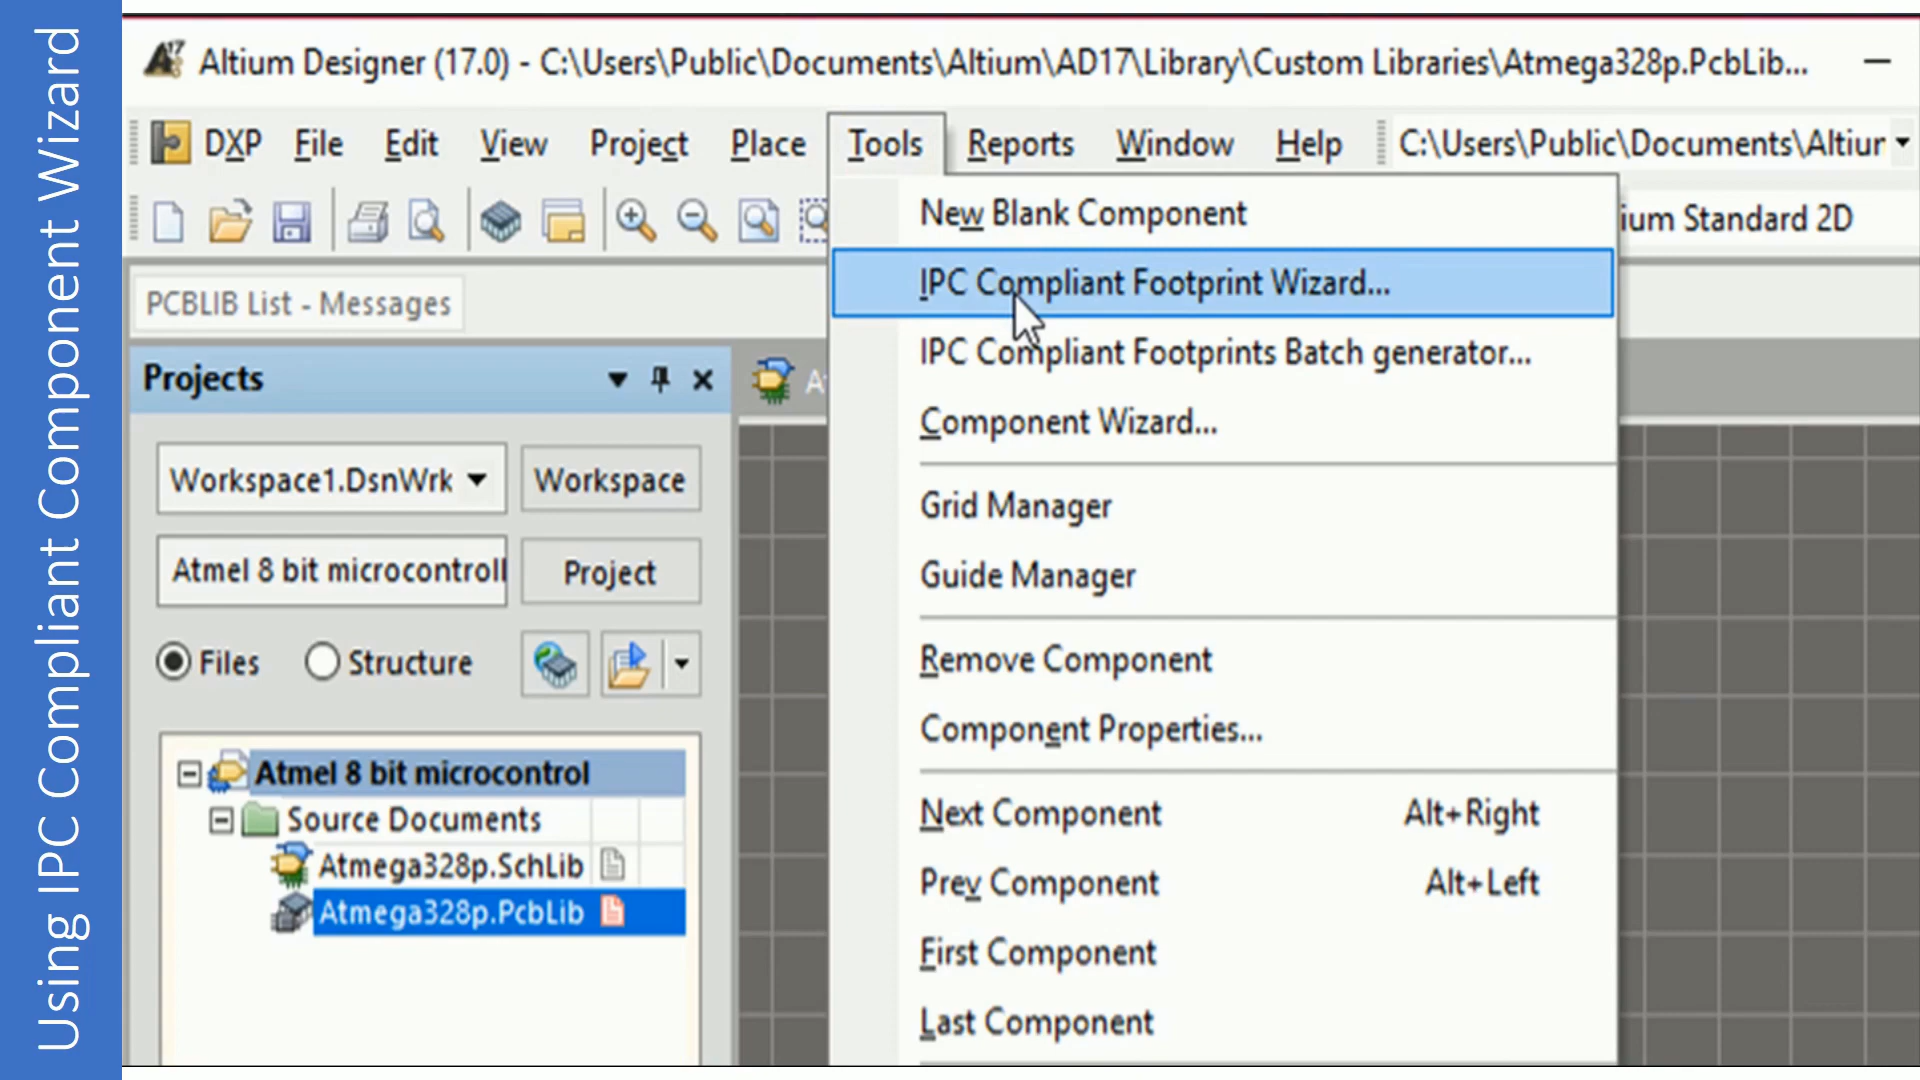 Using IPC Compliant Component Wizard
Altium Designer (17.0) - C:\Users\Public\Documents\Altium\AD17\Library\Custom Libraries\Atmega328p.PcbLib...
DXP File Edit View Project Place Tools Reports Window Help C:\Users\Public\Documents\Altiur
ium Standard 2D
PCBLIB List - Messages
Projects
A
Workspace1.DsnWrk Workspace
Atmel 8 bit microcontroll Project
Files Structure
Atmel 8 bit microcontrol
Source Documents
Atmega328p.SchLib
Atmega328p.PcbLib
New Blank Component
IPC Compliant Footprint Wizard...
IPC Compliant Footprints Batch generator...
Component Wizard...
Grid Manager
Guide Manager
Remove Component
Component Properties...
Next Component Alt+Right
Prev Component Alt+Left
First Component
Last Component